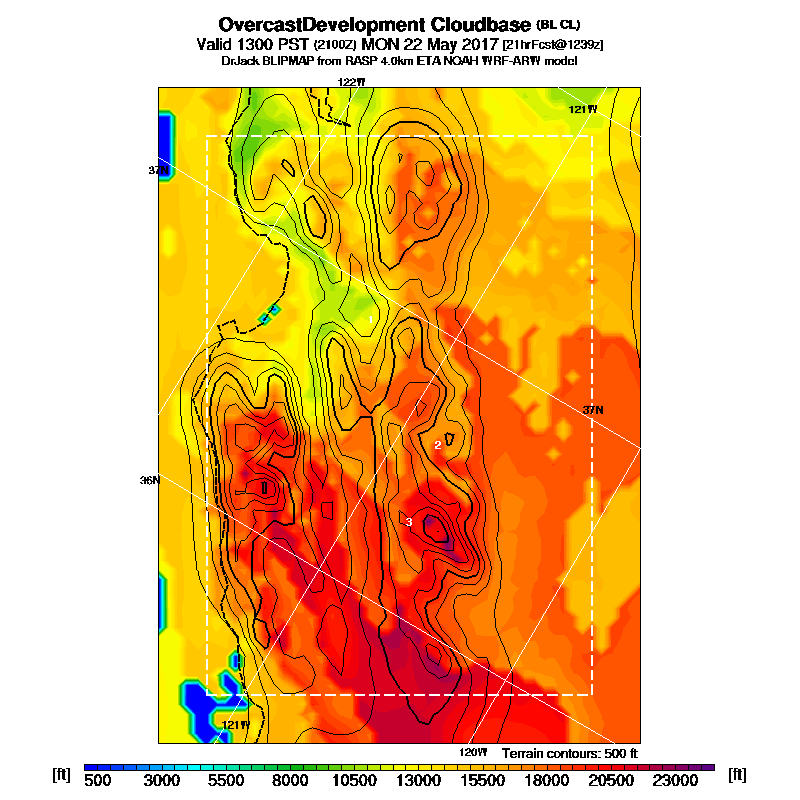 OvercastDevelopment Cloudbase (BL CL)
Valid 1300 PST (2100Z) MON 22 May 2017 [21hrFcst@1239z]
DrJack BLIPMAP from RASP 4.0km ETA NOAH WRF-ARW model
122W
121W
37N
1
37N
2
36N
3
121W
120W
Terrain contours: 500 ft
[ft] 500 3000 5500 8000 10500 13000 15500 18000 20500 23000 [ft]